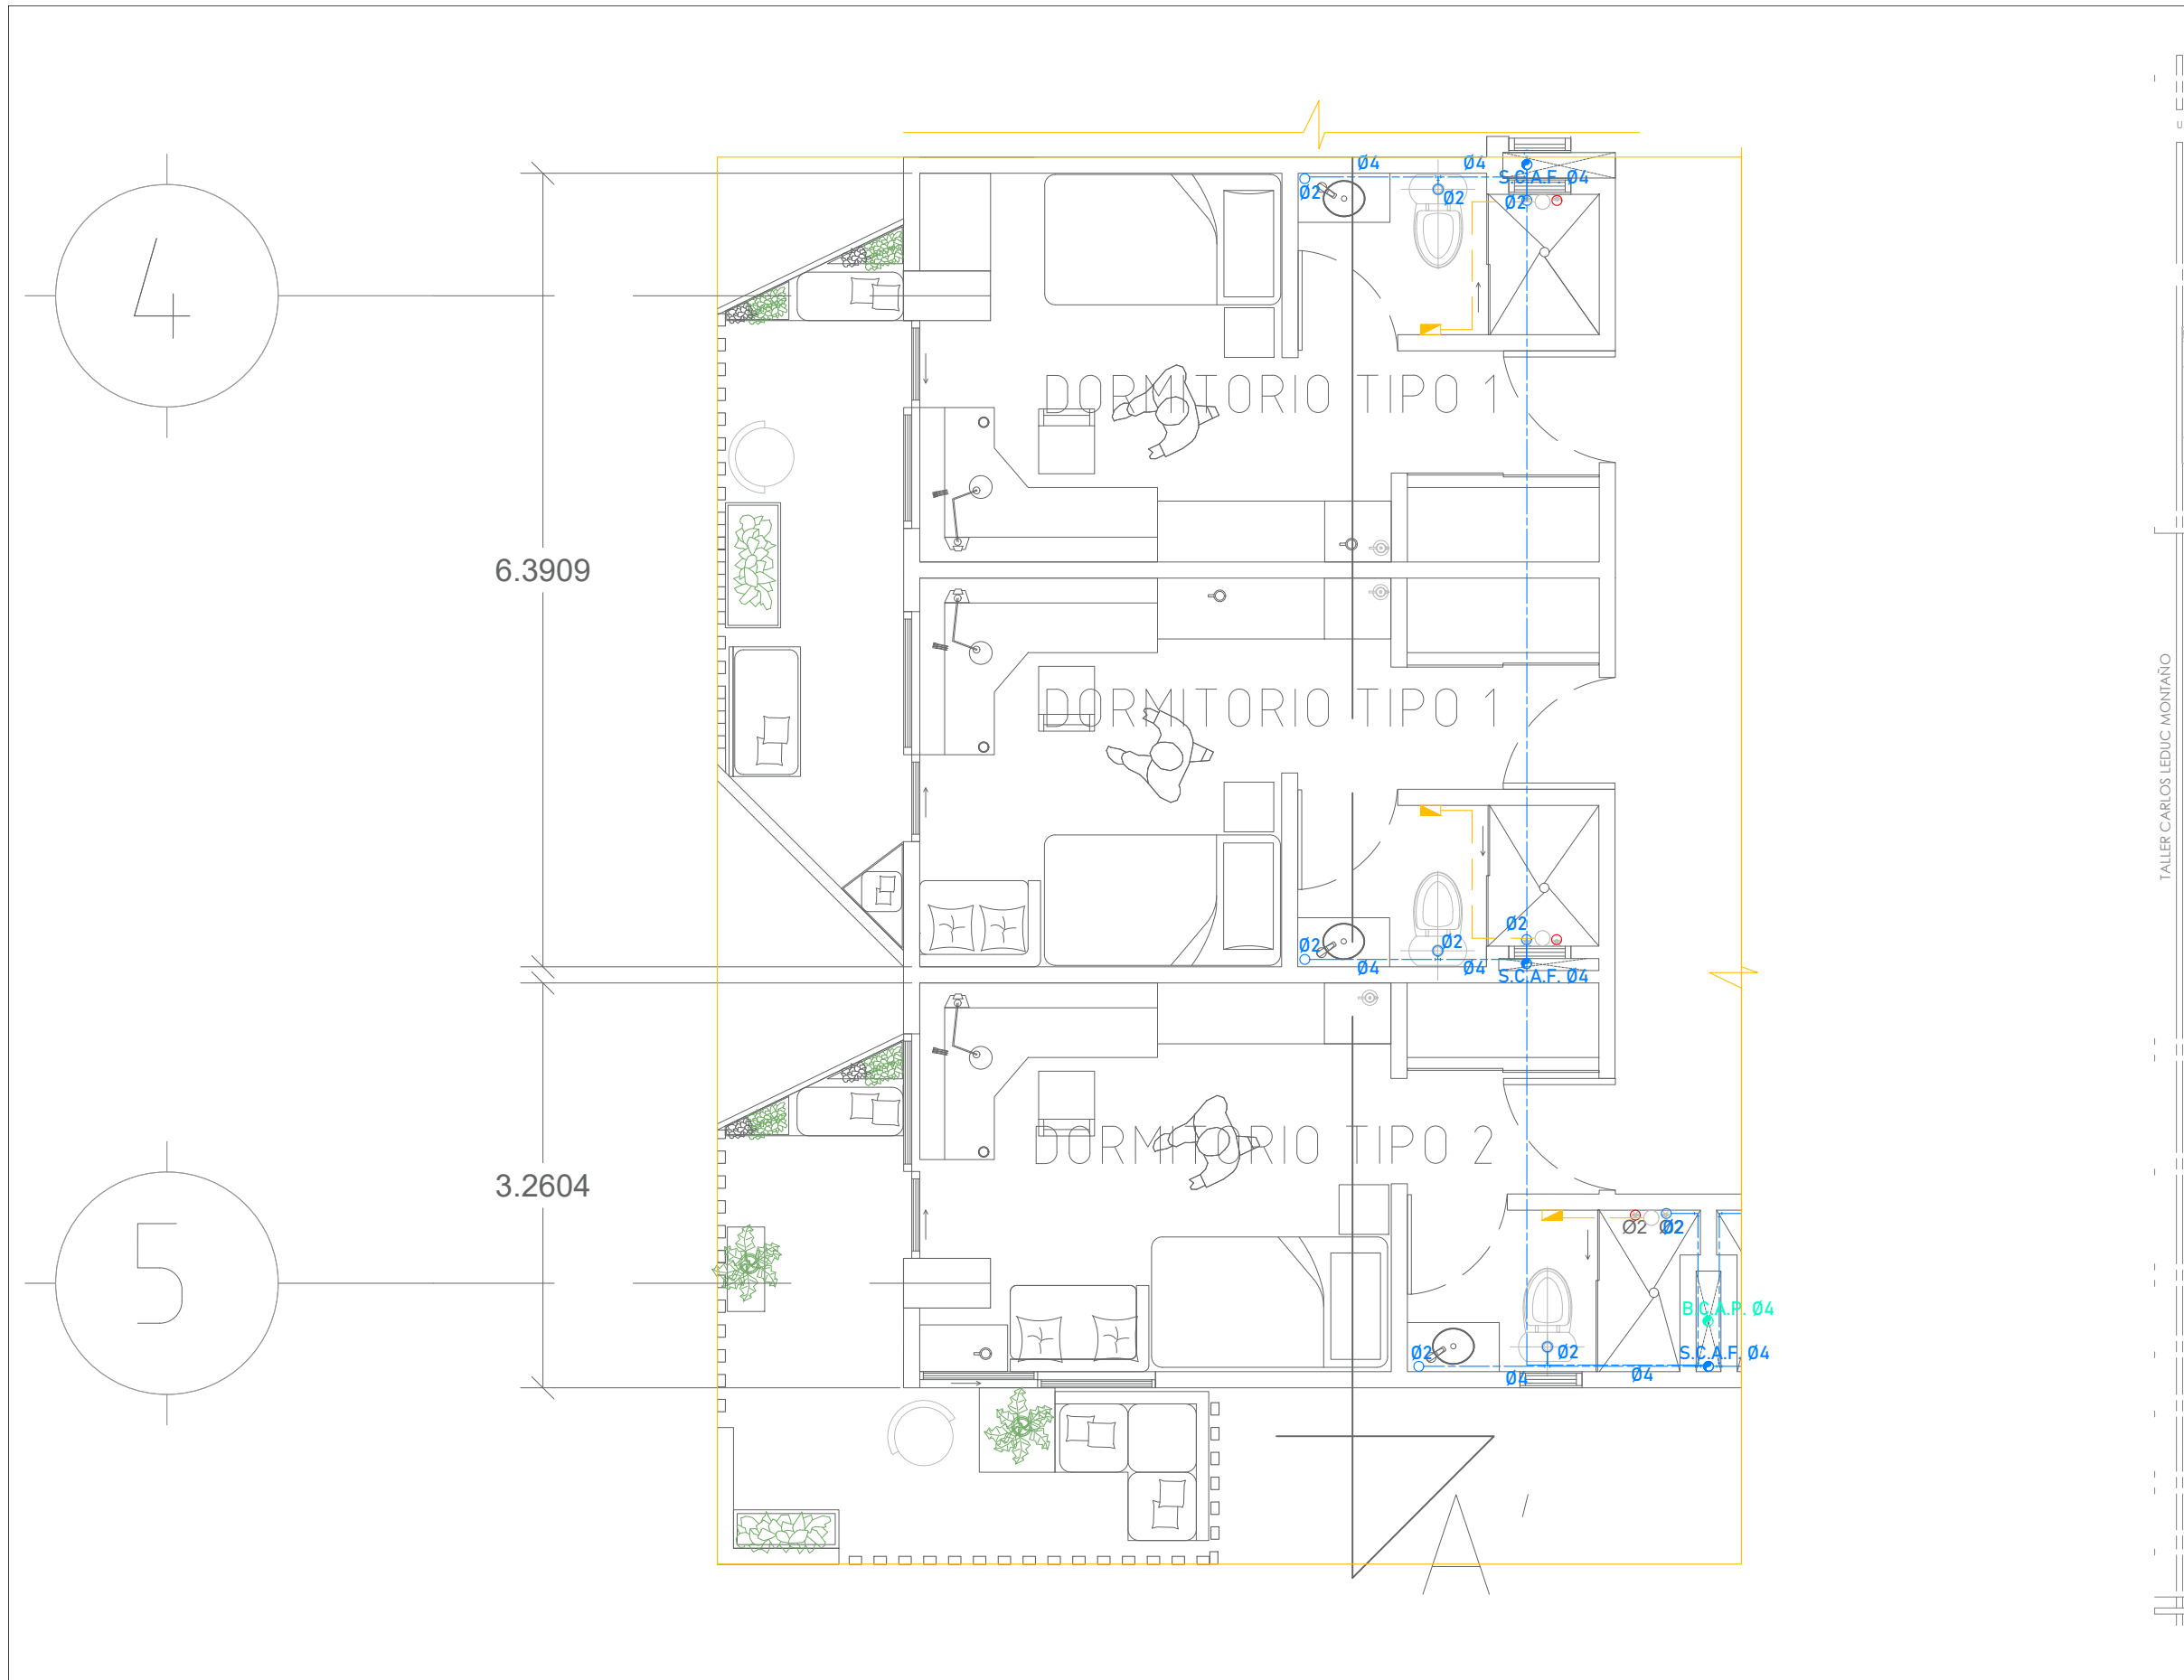 Ø4
Ø4
S.C.A.F. Ø4
Ø2
Ø2
Ø2
4
DORMITORIO TIPO 1
6.3909
DORMITORIO TIPO 1
TALLER CARLOS LEDUC MONTAÑO
Ø2
Ø2
Ø2
Ø4
Ø4
S.C.A.F. Ø4
DORMITORIO TIPO 2
3.2604
Ø2
Ø2
5
B.C.A.P. Ø4
Ø2
Ø2
S.C.A.F. Ø4
Ø4
Ø4
A